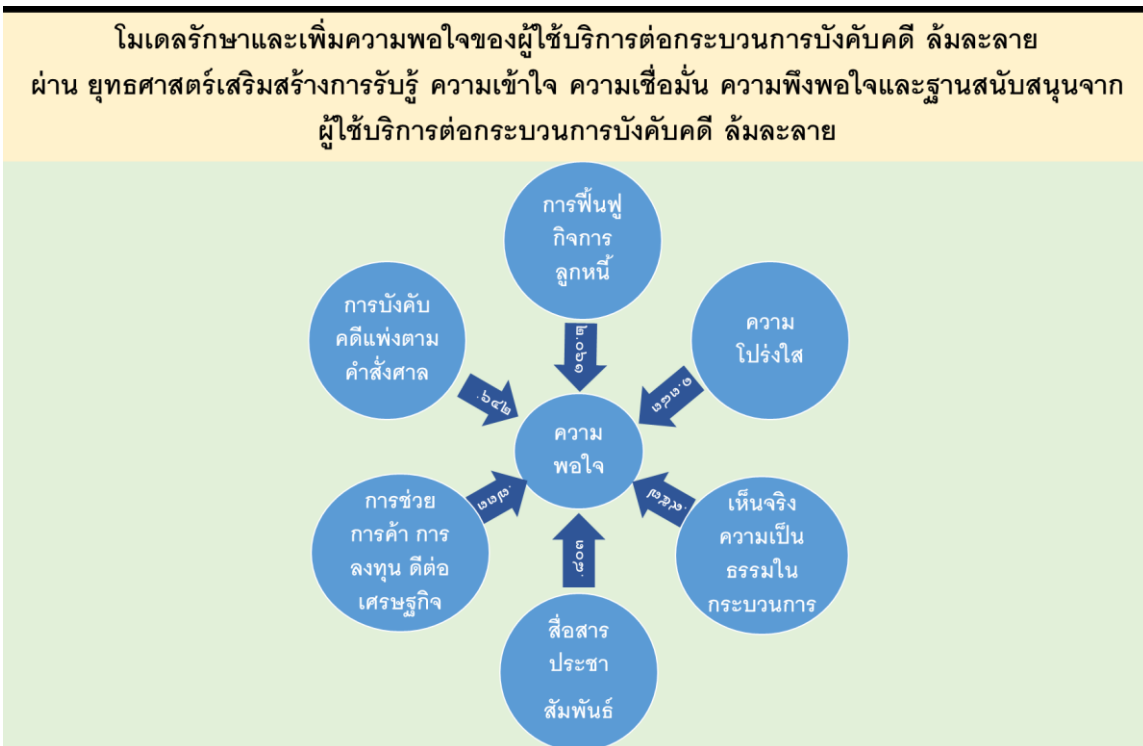 โมเดลรักษาและเพิ่มความพอใจของผู้ใช้บริการต่อกระบวนการบังคับคดี ล้มละลาย
ผ่าน ยุทธศาสตร์เสริมสร้างการรับรู้ ความเข้าใจ ความเชื่อมั่น ความพึงพอใจและฐานสนับสนุนจาก
ผู้ใช้บริการต่อกระบวนการบังคับคดี ล้มละลาย
การฟื้นฟู
กิจการ
ลูกหนี้
๒.๐๖๑
ความ
โปร่งใส
เห็นจริง
ความเป็น
ธรรมใน
กระบวนการ
สื่อสาร
ประชา
สัมพันธ์
การช่วย
การค้า การ
ลงทุน ดีต่อ
เศรษฐกิจ
การบังคับ
คดีแพ่งตาม
คำสั่งศาล
ความ
พอใจ